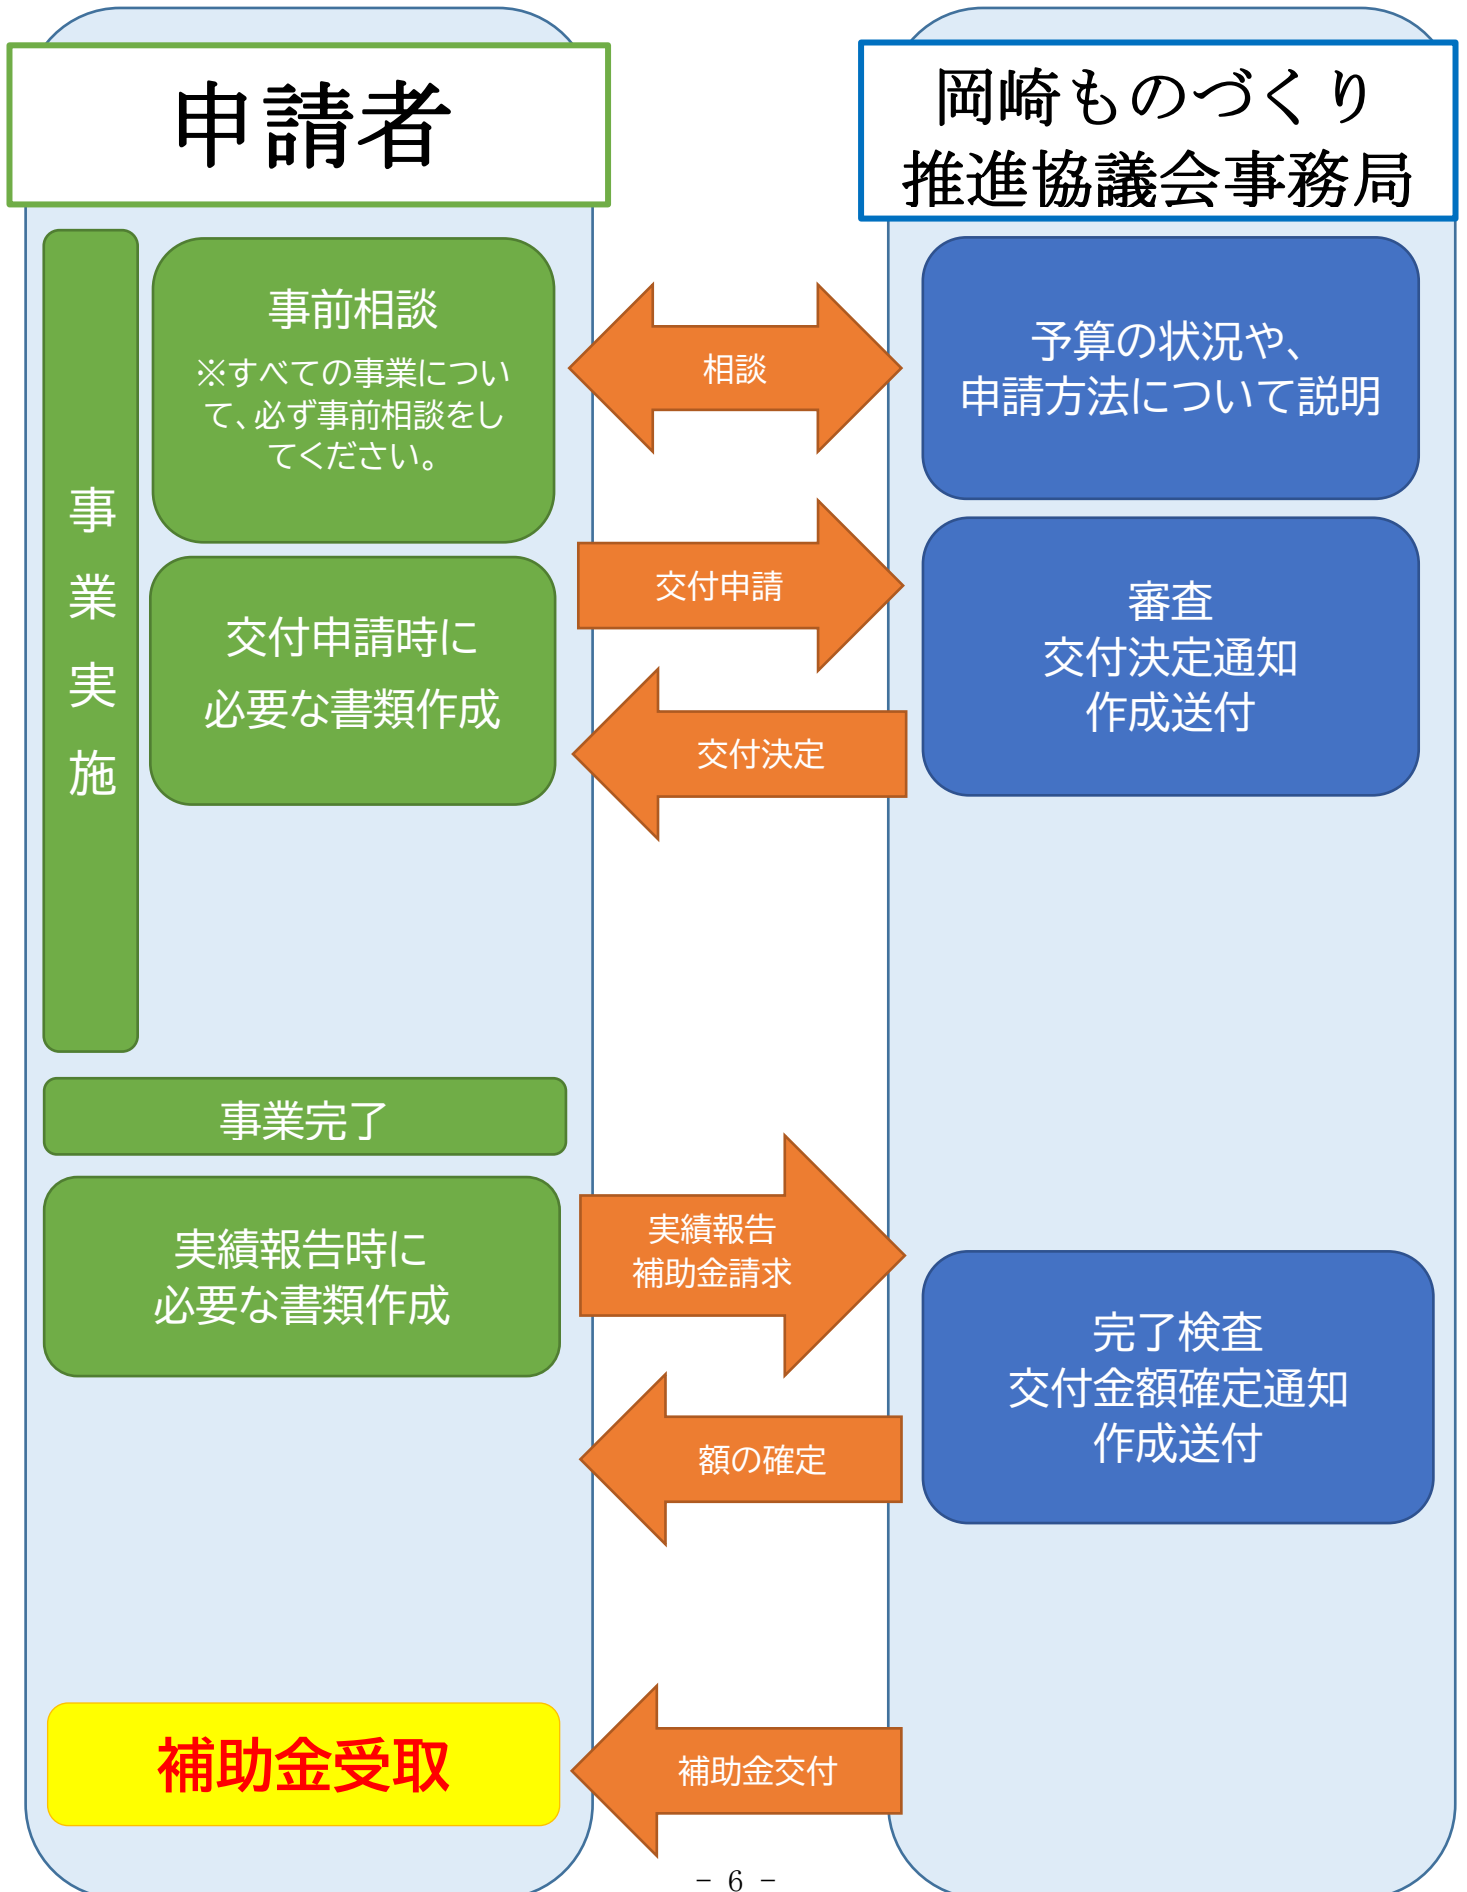 申請者
岡崎ものづくり
推進協議会事務局
事業実施
事前相談
※すべての事業につい
て、必ず事前相談をし
てください。
相談
予算の状況や、
申請方法について説明
交付申請時に
必要な書類作成
交付申請
審査
交付決定通知
作成送付
交付決定
事業完了
実績報告時に
必要な書類作成
実績報告
補助金請求
完了検査
交付金額確定通知
作成送付
額の確定
補助金受取
補助金交付
- 6 -